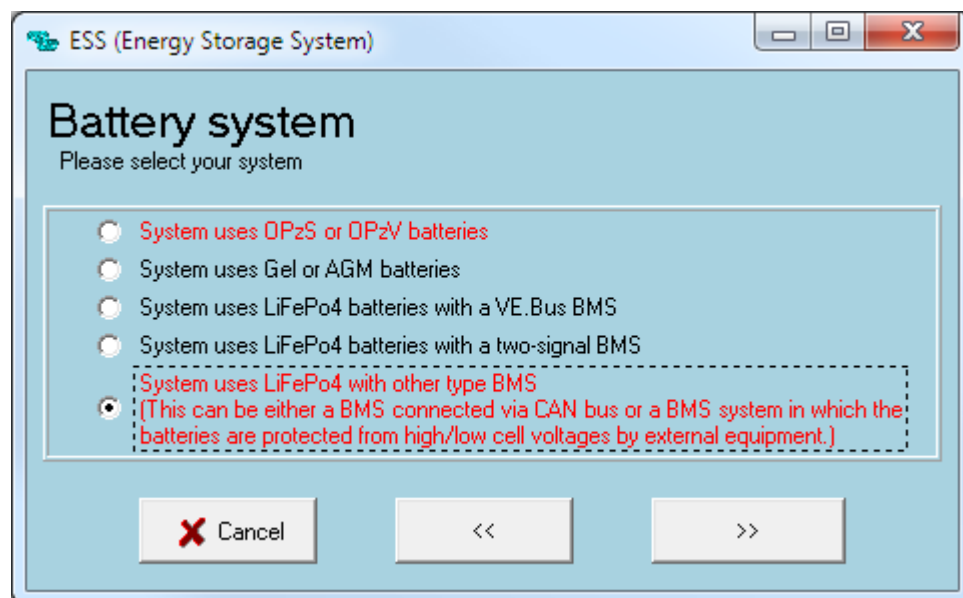 ESS (Energy Storage System)
Battery system
Please select your system
System uses OPzS or OPzV batteries
System uses Gel or AGM batteries
System uses LiFePo4 batteries with a VE.Bus BMS
System uses LiFePo4 batteries with a two-signal BMS
System uses LiFePo4 with other type BMS
(This can be either a BMS connected via CAN bus or a BMS system in which the
batteries are protected from high/low cell voltages by external equipment.)
Cancel
<<
>>